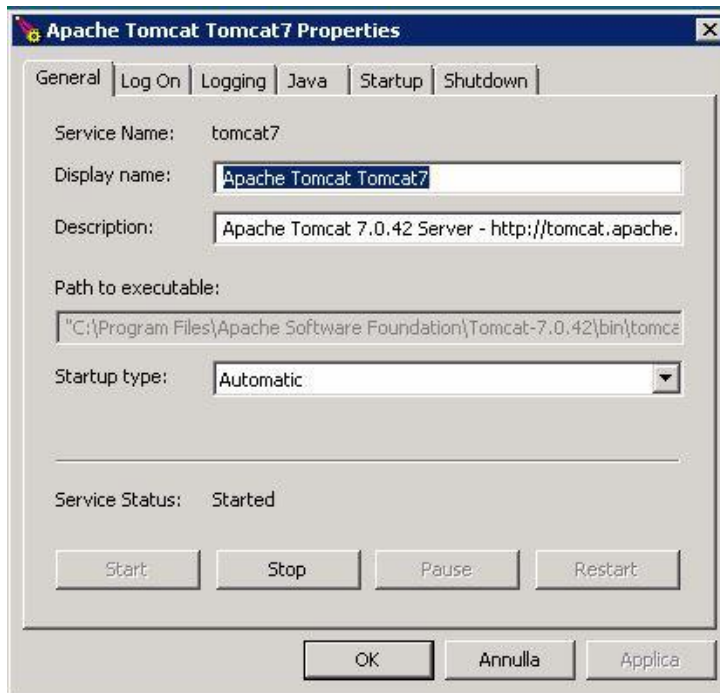 Apache Tomcat Tomcat7 Properties
General Log On Logging Java Startup Shutdown
Service Name: tomcat7
Display name: Apache Tomcat Tomcat7
Description: Apache Tomcat 7.0.42 Server - http://tomcat.apache.
Path to executable:
"C:\Program Files\Apache Software Foundation\Tomcat-7.0.42\bin\tomca
Startup type: Automatic
Service Status: Started
Start Stop Pause Restart
OK Annulla Applica